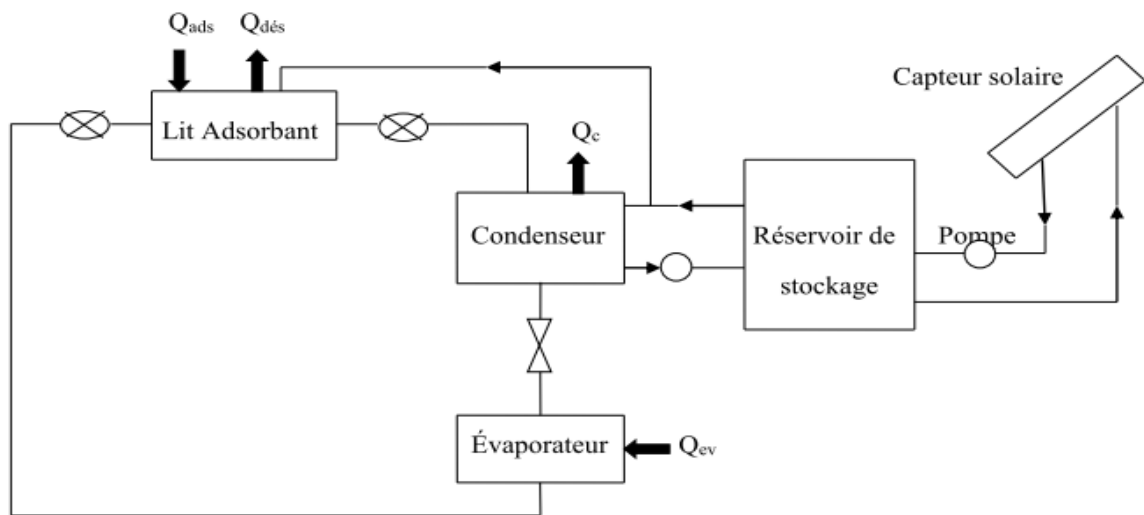 Qads
Qdés
Capteur solaire
Lit Adsorbant
Qc
Condenseur
Réservoir de
stockage
Pompe
Évaporateur
Qev